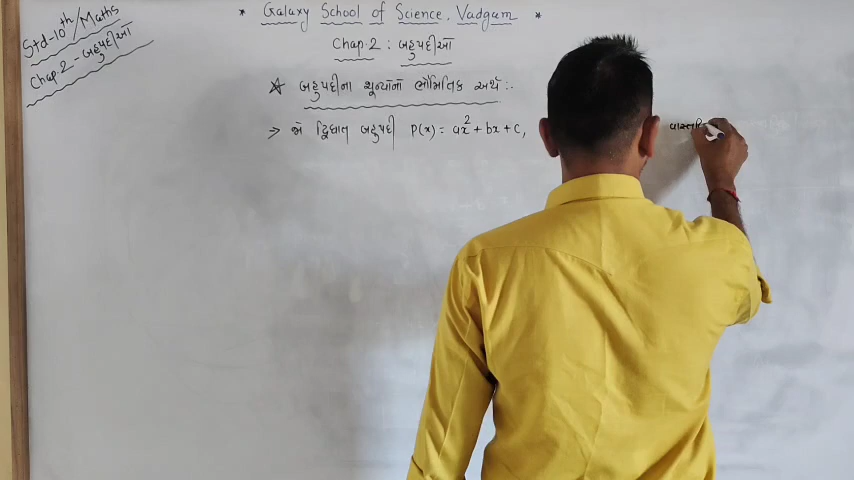 Std-10th/Maths
Chap.2 - બહુપદીઓ
* Galaxy School of Science, Vadgam *
Chap.2 : બહુપદીઓ
☆ બહુપદીના શૂન્યોનો ભૌમિતિક અર્થ :-
⇒ જો દ્વિઘાત બહુપદી P(x) = ax² + bx + c,